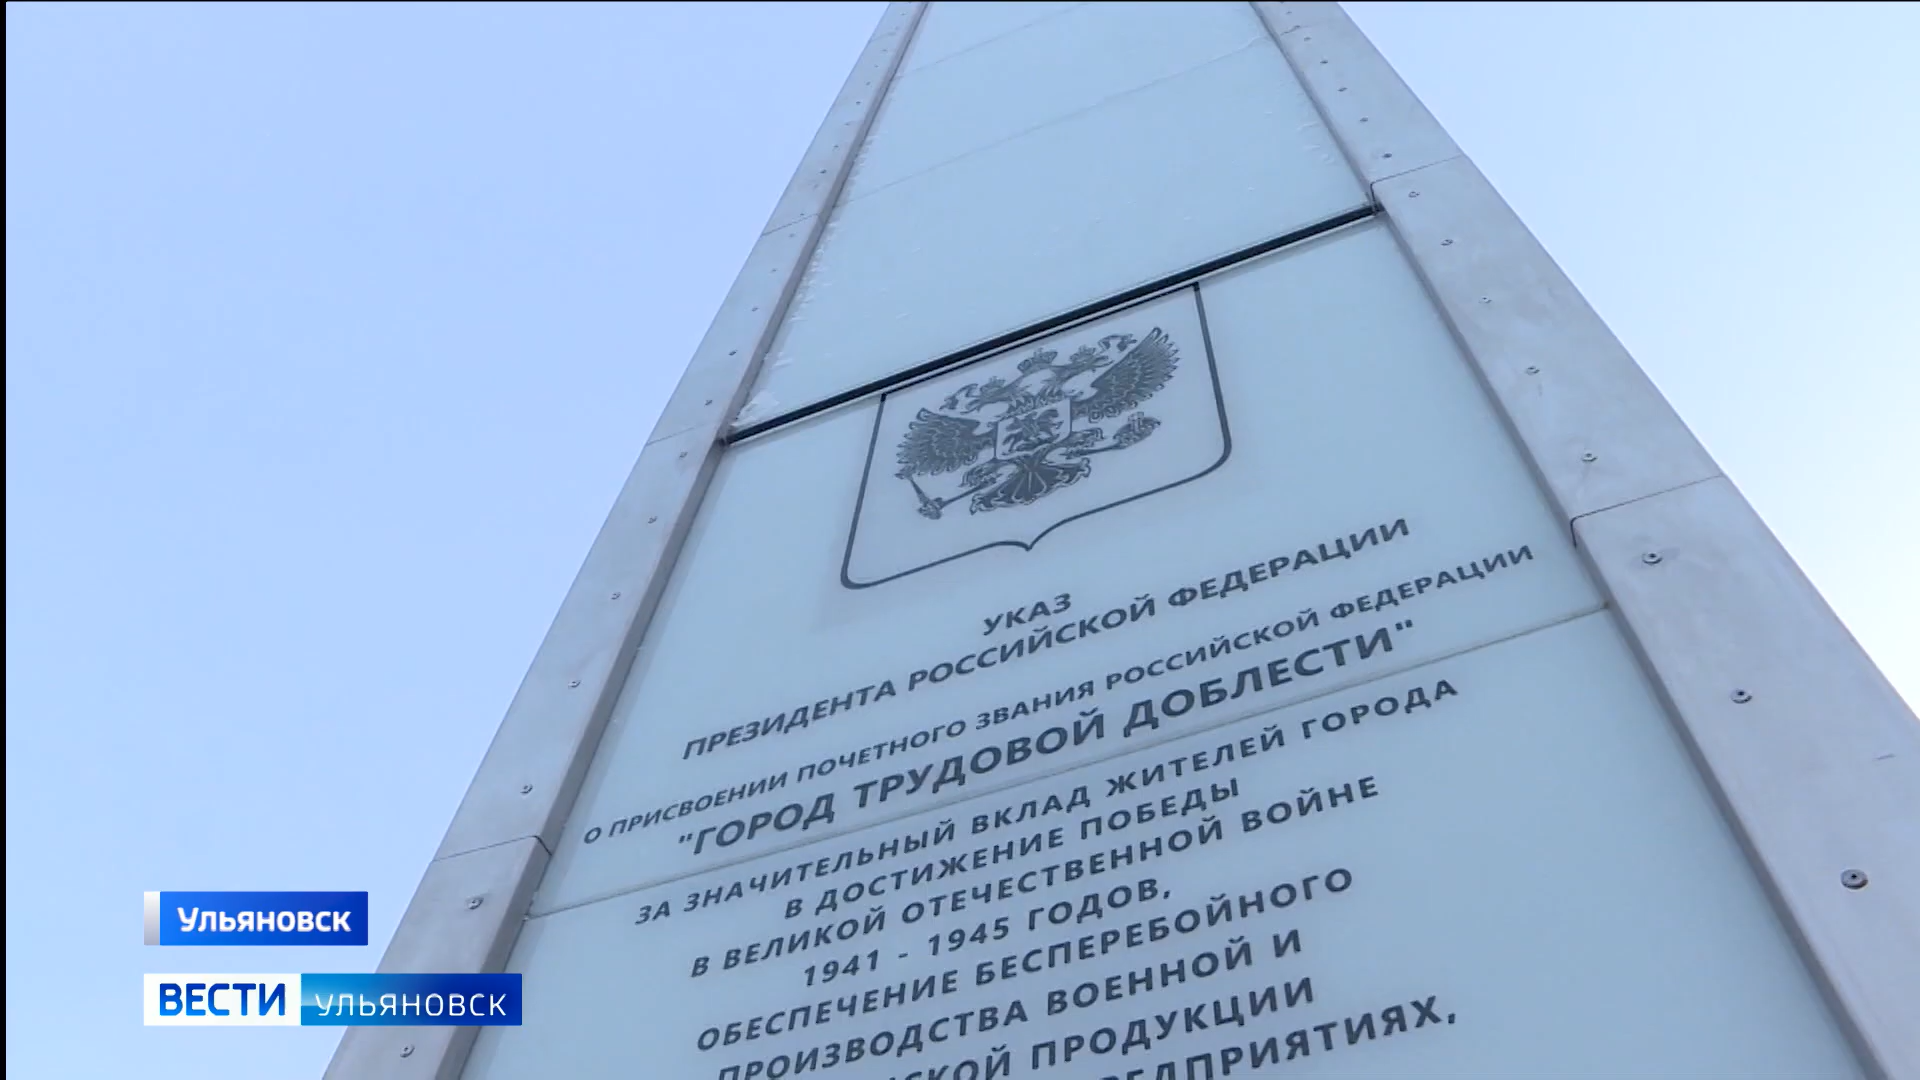 УКАЗ
ПРЕЗИДЕНТА РОССИЙСКОЙ ФЕДЕРАЦИИ
О ПРИСВОЕНИИ ПОЧЕТНОГО ЗВАНИЯ РОССИЙСКОЙ ФЕДЕРАЦИИ
"ГОРОД ТРУДОВОЙ ДОБЛЕСТИ"
ЗА ЗНАЧИТЕЛЬНЫЙ ВКЛАД ЖИТЕЛЕЙ ГОРОДА
В ДОСТИЖЕНИЕ ПОБЕДЫ
В ВЕЛИКОЙ ОТЕЧЕСТВЕННОЙ ВОЙНЕ
1941 - 1945 ГОДОВ,
ОБЕСПЕЧЕНИЕ БЕСПЕРЕБОЙНОГО
ПРОИЗВОДСТВА ВОЕННОЙ И
ПРОДУКЦИИ
Ульяновск
ВЕСТИ УЛЬЯНОВСК